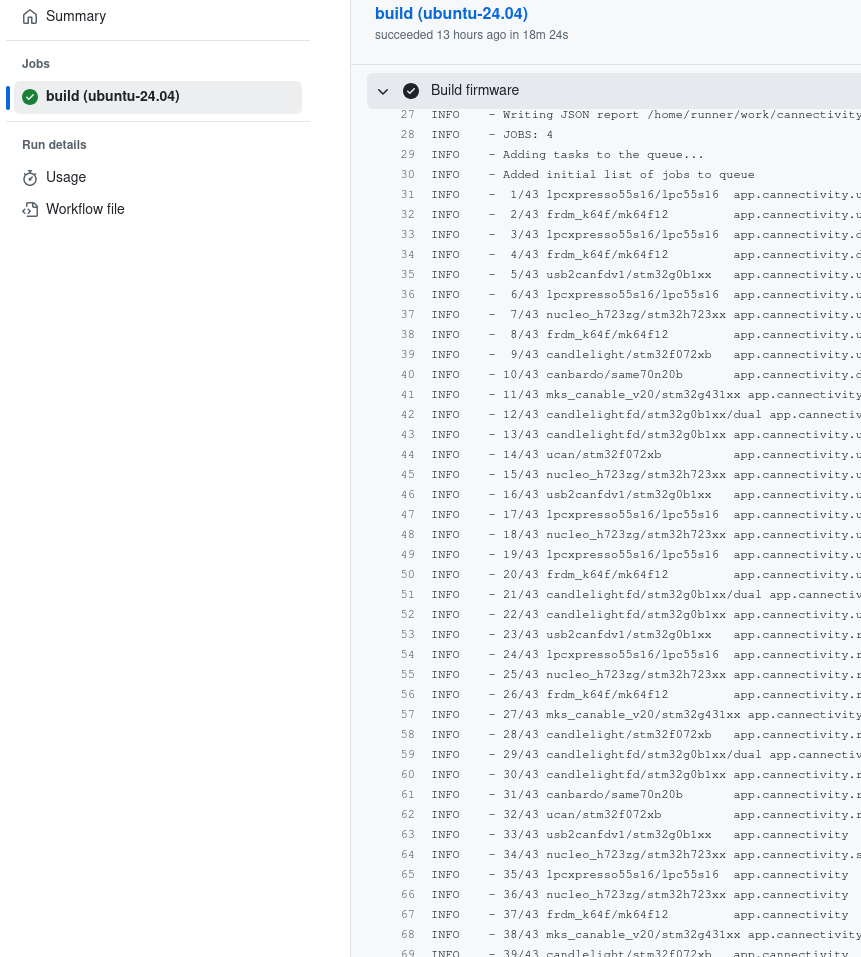 Summary
Jobs
build (ubuntu-24.04)
Run details
Usage
Workflow file
build (ubuntu-24.04)
succeeded 13 hours ago in 18m 24s
Build firmware
27 INFO - Writing JSON report /home/runner/work/cannectivity
28 INFO - JOBS: 4
29 INFO - Adding tasks to the queue...
30 INFO - Added initial list of jobs to queue
31 INFO - 1/43 lpcxpresso55s16/lpc55s16 app.cannectivity.u
32 INFO - 2/43 frdm_k64f/mk64f12 app.cannectivity.u
33 INFO - 3/43 lpcxpresso55s16/lpc55s16 app.cannectivity.d
34 INFO - 4/43 frdm_k64f/mk64f12 app.cannectivity.d
35 INFO - 5/43 usb2canfdv1/stm32g0b1xx app.cannectivity.u
36 INFO - 6/43 lpcxpresso55s16/lpc55s16 app.cannectivity.u
37 INFO - 7/43 nucleo_h723zg/stm32h723xx app.cannectivity.u
38 INFO - 8/43 frdm_k64f/mk64f12 app.cannectivity.u
39 INFO - 9/43 candlelight/stm32f072xb app.cannectivity.u
40 INFO - 10/43 canbardo/same70n20b app.cannectivity.d
41 INFO - 11/43 mks_canable_v20/stm32g431xx app.cannectivity
42 INFO - 12/43 candlelightfd/stm32g0b1xx/dual app.cannectiv
43 INFO - 13/43 candlelightfd/stm32g0b1xx app.cannectivity.u
44 INFO - 14/43 ucan/stm32f072xb app.cannectivity.u
45 INFO - 15/43 nucleo_h723zg/stm32h723xx app.cannectivity.u
46 INFO - 16/43 usb2canfdv1/stm32g0b1xx app.cannectivity.u
47 INFO - 17/43 lpcxpresso55s16/lpc55s16 app.cannectivity.u
48 INFO - 18/43 nucleo_h723zg/stm32h723xx app.cannectivity.u
49 INFO - 19/43 lpcxpresso55s16/lpc55s16 app.cannectivity.u
50 INFO - 20/43 frdm_k64f/mk64f12 app.cannectivity.u
51 INFO - 21/43 candlelightfd/stm32g0b1xx/dual app.cannectiv
52 INFO - 22/43 candlelightfd/stm32g0b1xx app.cannectivity.u
53 INFO - 23/43 usb2canfdv1/stm32g0b1xx app.cannectivity.r
54 INFO - 24/43 lpcxpresso55s16/lpc55s16 app.cannectivity.r
55 INFO - 25/43 nucleo_h723zg/stm32h723xx app.cannectivity.r
56 INFO - 26/43 frdm_k64f/mk64f12 app.cannectivity.r
57 INFO - 27/43 mks_canable_v20/stm32g431xx app.cannectivity
58 INFO - 28/43 candlelight/stm32f072xb app.cannectivity.r
59 INFO - 29/43 candlelightfd/stm32g0b1xx/dual app.cannectiv
60 INFO - 30/43 candlelightfd/stm32g0b1xx app.cannectivity.r
61 INFO - 31/43 canbardo/same70n20b app.cannectivity.r
62 INFO - 32/43 ucan/stm32f072xb app.cannectivity.r
63 INFO - 33/43 usb2canfdv1/stm32g0b1xx app.cannectivity
64 INFO - 34/43 nucleo_h723zg/stm32h723xx app.cannectivity.s
65 INFO - 35/43 lpcxpresso55s16/lpc55s16 app.cannectivity
66 INFO - 36/43 nucleo_h723zg/stm32h723xx app.cannectivity
67 INFO - 37/43 frdm_k64f/mk64f12 app.cannectivity
68 INFO - 38/43 mks_canable_v20/stm32g431xx app.cannectivity
69 INFO - 39/43 candlelight/stm32f072xb app.cannectivity